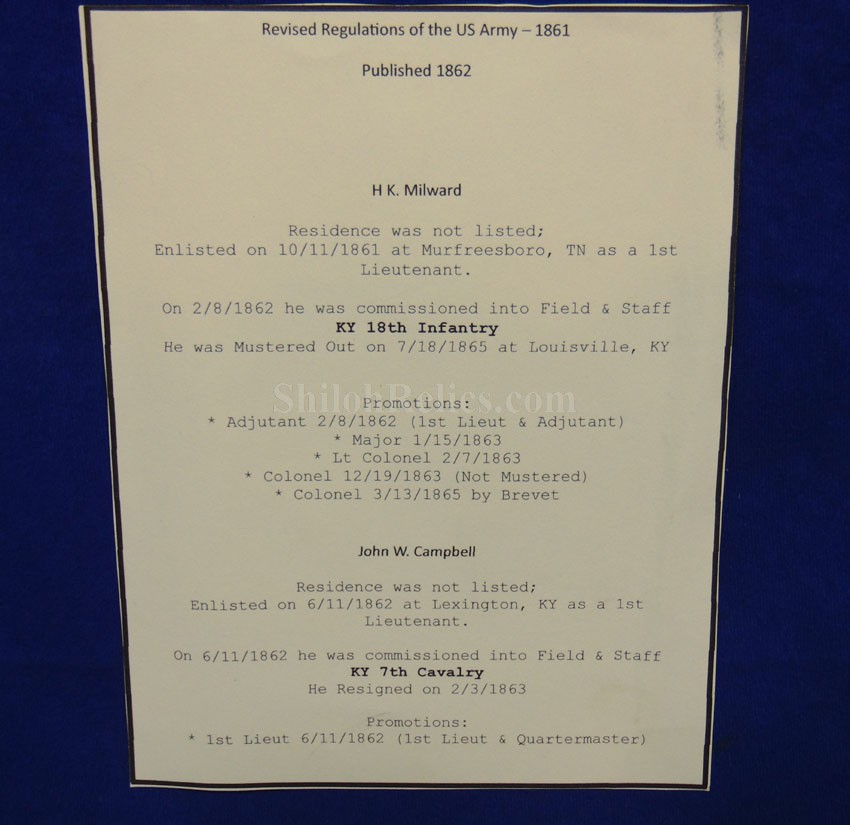 Revised Regulations of the US Army – 1861
Published 1862
H K. Milward
Residence was not listed;
Enlisted on 10/11/1861 at Murfreesboro, TN as a 1st
Lieutenant.
On 2/8/1862 he was commissioned into Field & Staff
KY 18th Infantry
He was Mustered Out on 7/18/1865 at Louisville, KY
ShilohRelics.com
Promotions:
* Adjutant 2/8/1862 (1st Lieut & Adjutant)
* Major 1/15/1863
* Lt Colonel 2/7/1863
* Colonel 12/19/1863 (Not Mustered)
* Colonel 3/13/1865 by Brevet
John W. Campbell
Residence was not listed;
Enlisted on 6/11/1862 at Lexington, KY as a 1st
Lieutenant.
On 6/11/1862 he was commissioned into Field & Staff
KY 7th Cavalry
He Resigned on 2/3/1863
Promotions:
* 1st Lieut 6/11/1862 (1st Lieut & Quartermaster)